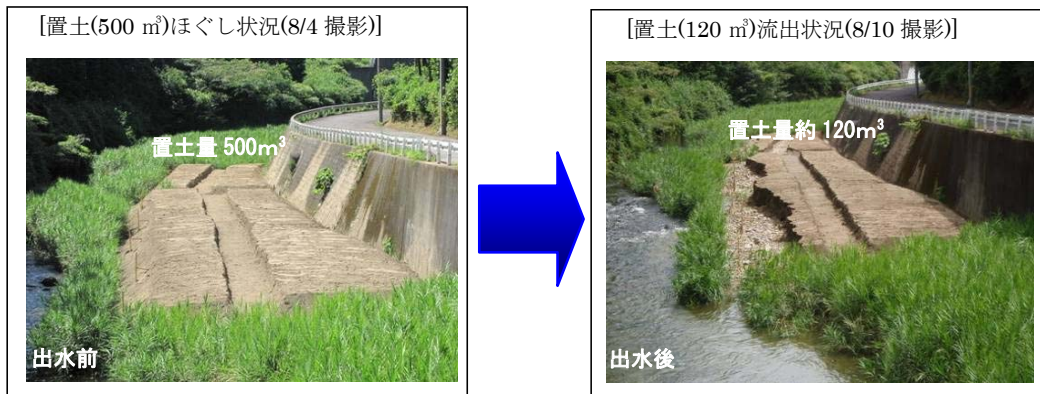 [置土(500 ㎥)ほぐし状況(8/4 撮影)]
置土量 500m³
出水前
[置土(120 ㎥)流出状況(8/10 撮影)]
置土量約 120m³
出水後